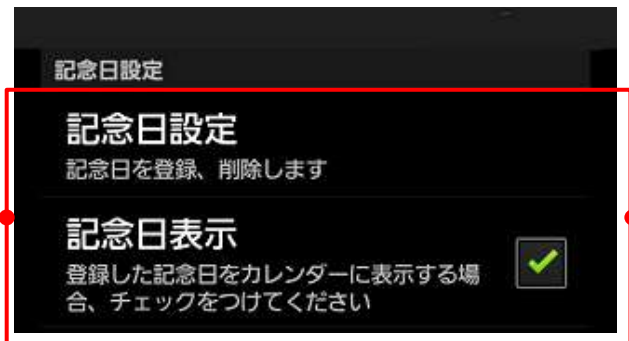 記念日設定
記念日設定
記念日を登録、削除します
記念日表示
登録した記念日をカレンダーに表示する場
合、チェックをつけてください